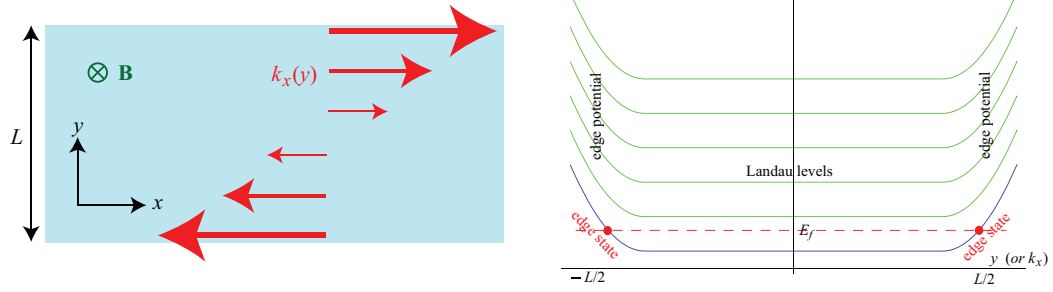 B
k_x(y)
L
y
x
edge potential
edge potential
Landau levels
edge state
E_f
edge state
y (or k_x)
− L/2
L/2